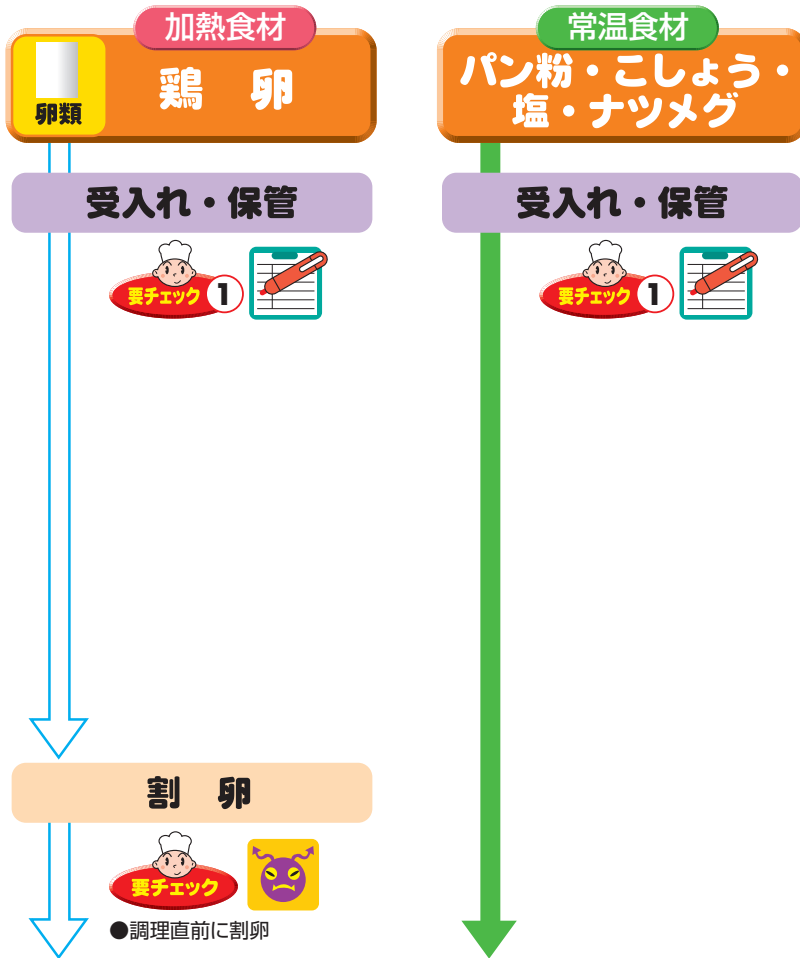 加熱食材
卵類
鶏　卵
受入れ・保管
要チェック 1
割　卵
要チェック
●調理直前に割卵
常温食材
パン粉・こしょう・
塩・ナツメグ
受入れ・保管
要チェック 1